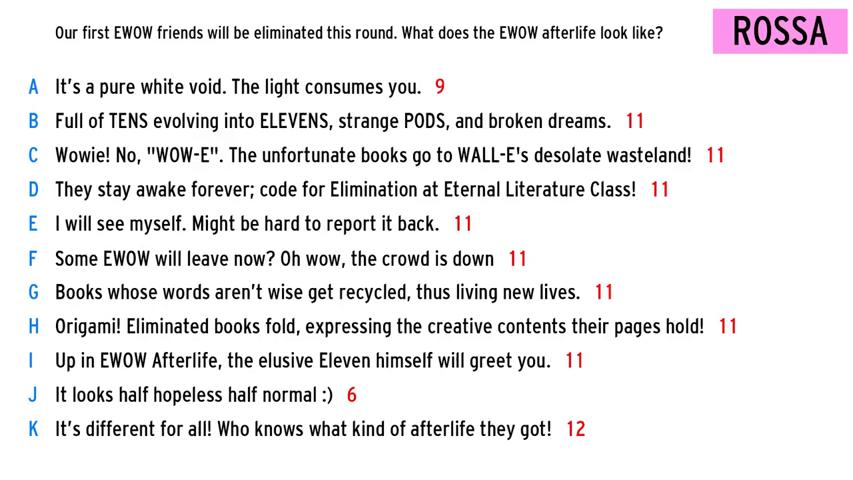 Our first EWOW friends will be eliminated this round. What does the EWOW afterlife look like?
ROSSA
A It's a pure white void. The light consumes you. 9
B Full of TENS evolving into ELEVENS, strange PODS, and broken dreams. 11
C Wowie! No, "WOW-E". The unfortunate books go to WALL-E's desolate wasteland! 11
D They stay awake forever; code for Elimination at Eternal Literature Class! 11
E I will see myself. Might be hard to report it back. 11
F Some EWOW will leave now? Oh wow, the crowd is down 11
G Books whose words aren't wise get recycled, thus living new lives. 11
H Origami! Eliminated books fold, expressing the creative contents their pages hold! 11
I Up in EWOW Afterlife, the elusive Eleven himself will greet you. 11
J It looks half hopeless half normal :) 6
K It's different for all! Who knows what kind of afterlife they got! 12